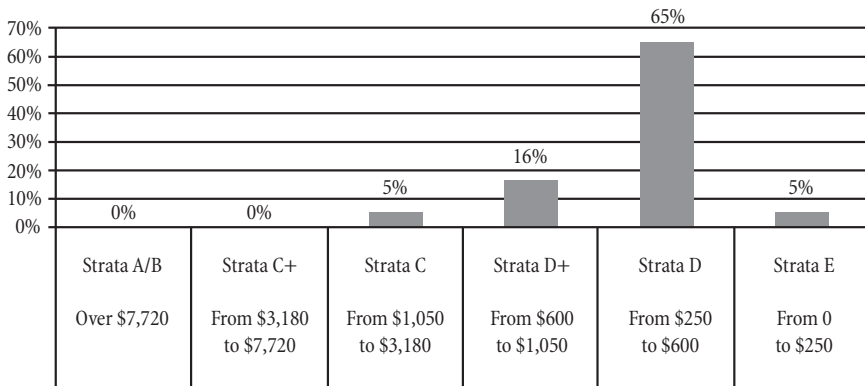 70%
60%
50%
40%
30%
20%
10%
0%
0%
0%
5%
16%
65%
5%
Strata A/B
Over $7,720
Strata C+
From $3,180
to $7,720
Strata C
From $1,050
to $3,180
Strata D+
From $600
to $1,050
Strata D
From $250
to $600
Strata E
From 0
to $250